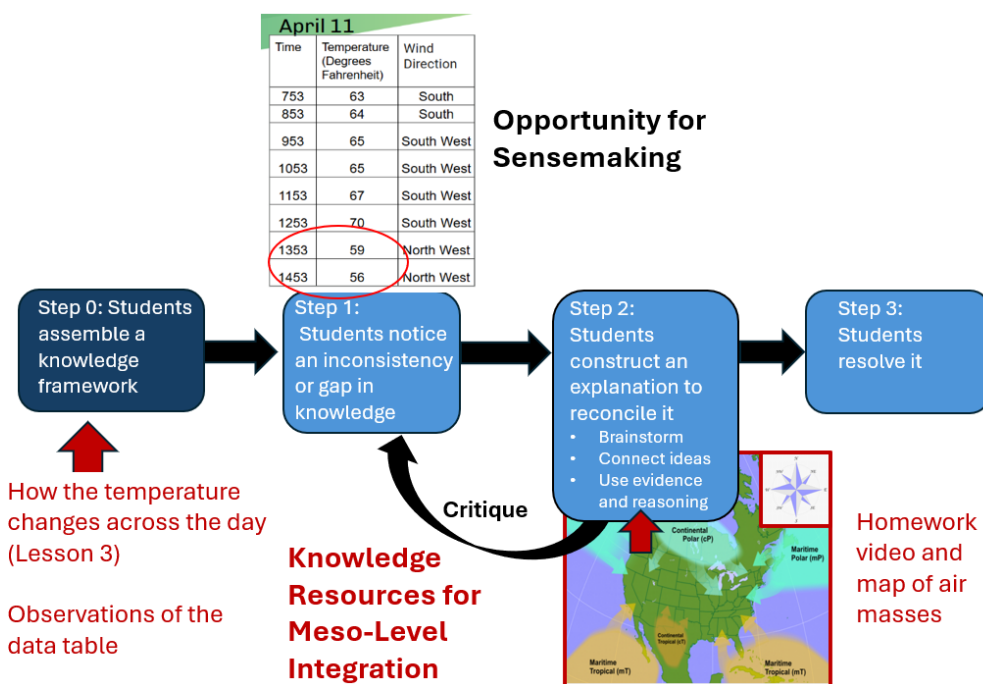 April 11
Time Temperature (Degrees Fahrenheit) Wind Direction
753 63 South
853 64 South
953 65 South West
1053 65 South West
1153 67 South West
1253 70 South West
1353 59 North West
1453 56 North West
Opportunity for
Sensemaking
Step 0: Students
assemble a
knowledge
framework
Step 1:
Students notice
an inconsistency
or gap in
knowledge
Step 2:
Students
construct an
explanation to
reconcile it
• Brainstorm
• Connect ideas
• Use evidence
and reasoning
Step 3:
Students
resolve it
How the temperature
changes across the day
(Lesson 3)
Observations of the
data table
Critique
Knowledge
Resources for
Meso-Level
Integration
Continental
Polar (cP)
Maritime
Polar (mP)
Continental
Tropical (cT)
Maritime
Tropical (mT)
Maritime
Tropical (mT)
Homework
video and
map of air
masses